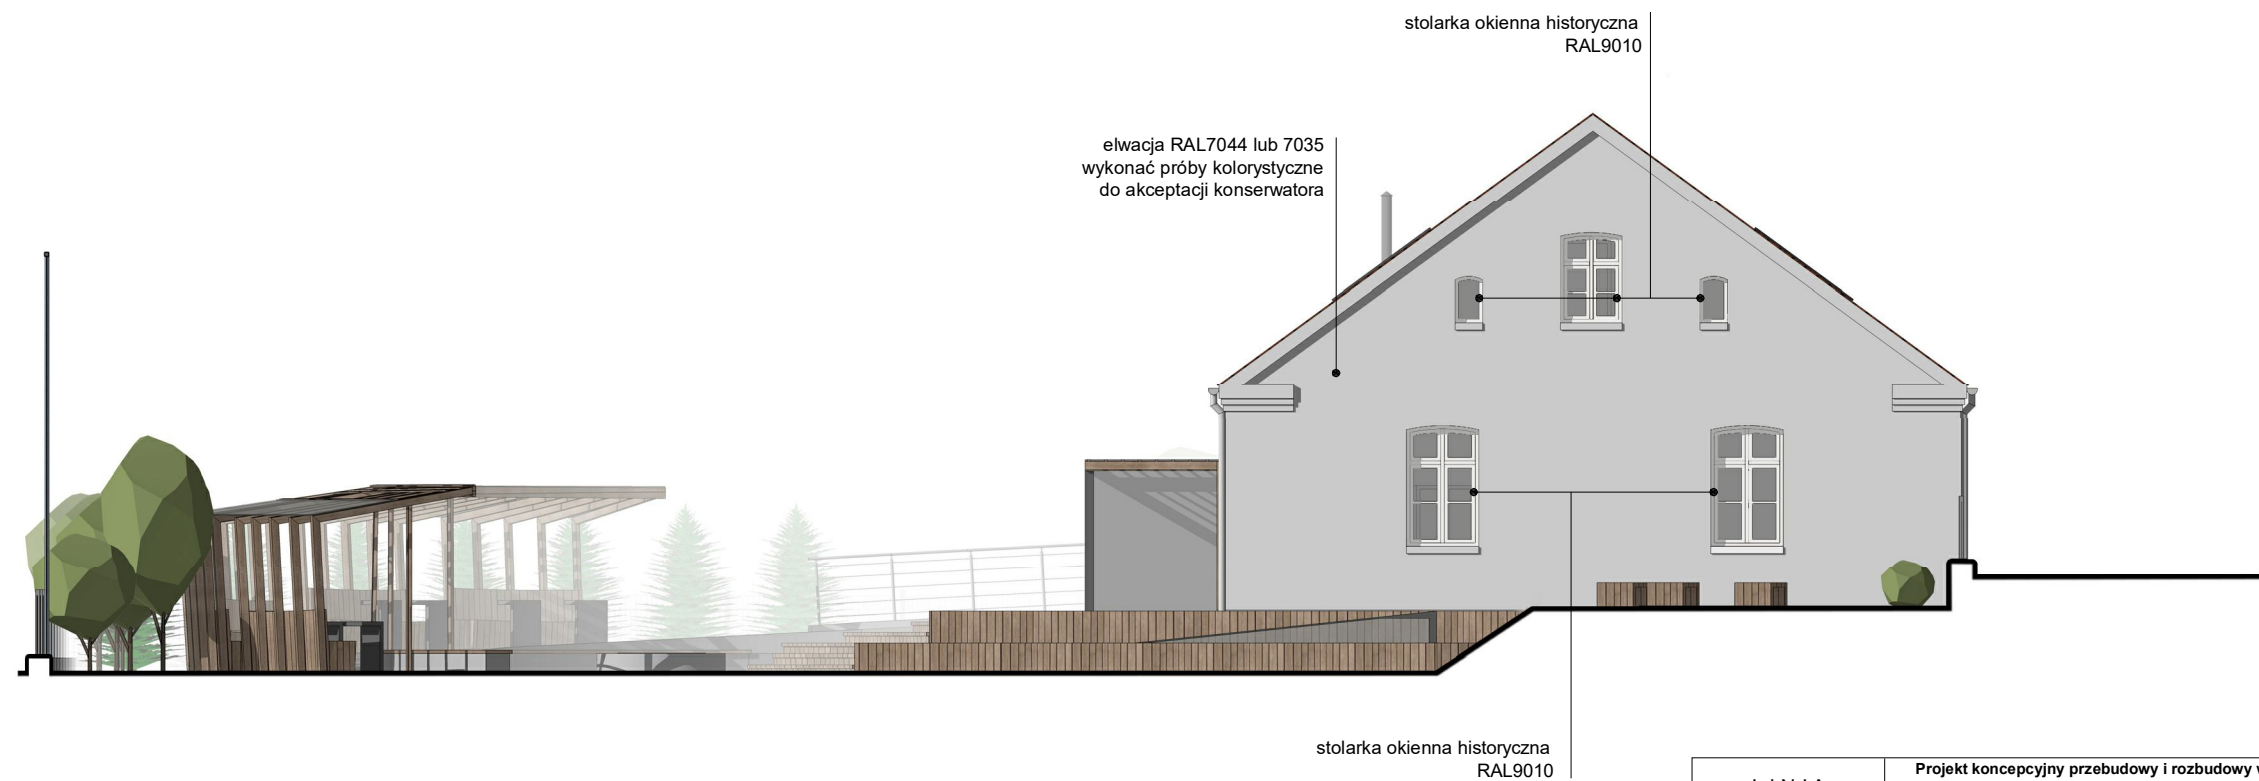 stolarka okienna historyczna
RAL9010
elwacja RAL7044 lub 7035
wykonać próby kolorystyczne
do akceptacji konserwatora
stolarka okienna historyczna
RAL9010
Projekt koncepcyjny przebudowy i rozbudowy